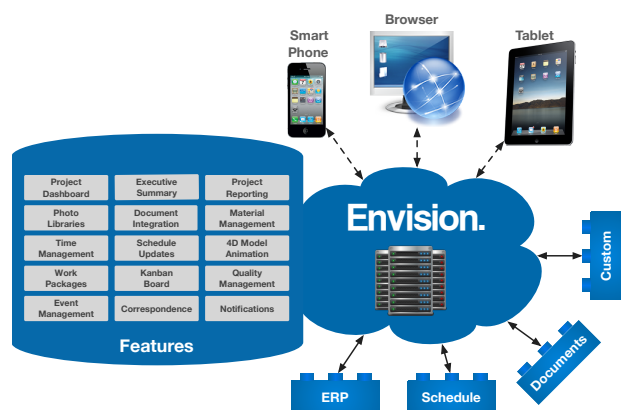 Browser
Smart
Phone
Tablet
Project
Dashboard
Executive
Summary
Project
Reporting
Photo
Libraries
Document
Integration
Material
Management
Time
Management
Schedule
Updates
4D Model
Animation
Work
Packages
Kanban
Board
Quality
Management
Event
Management
Correspondence
Notifications
Features
Envision.
Custom
Documents
ERP
Schedule